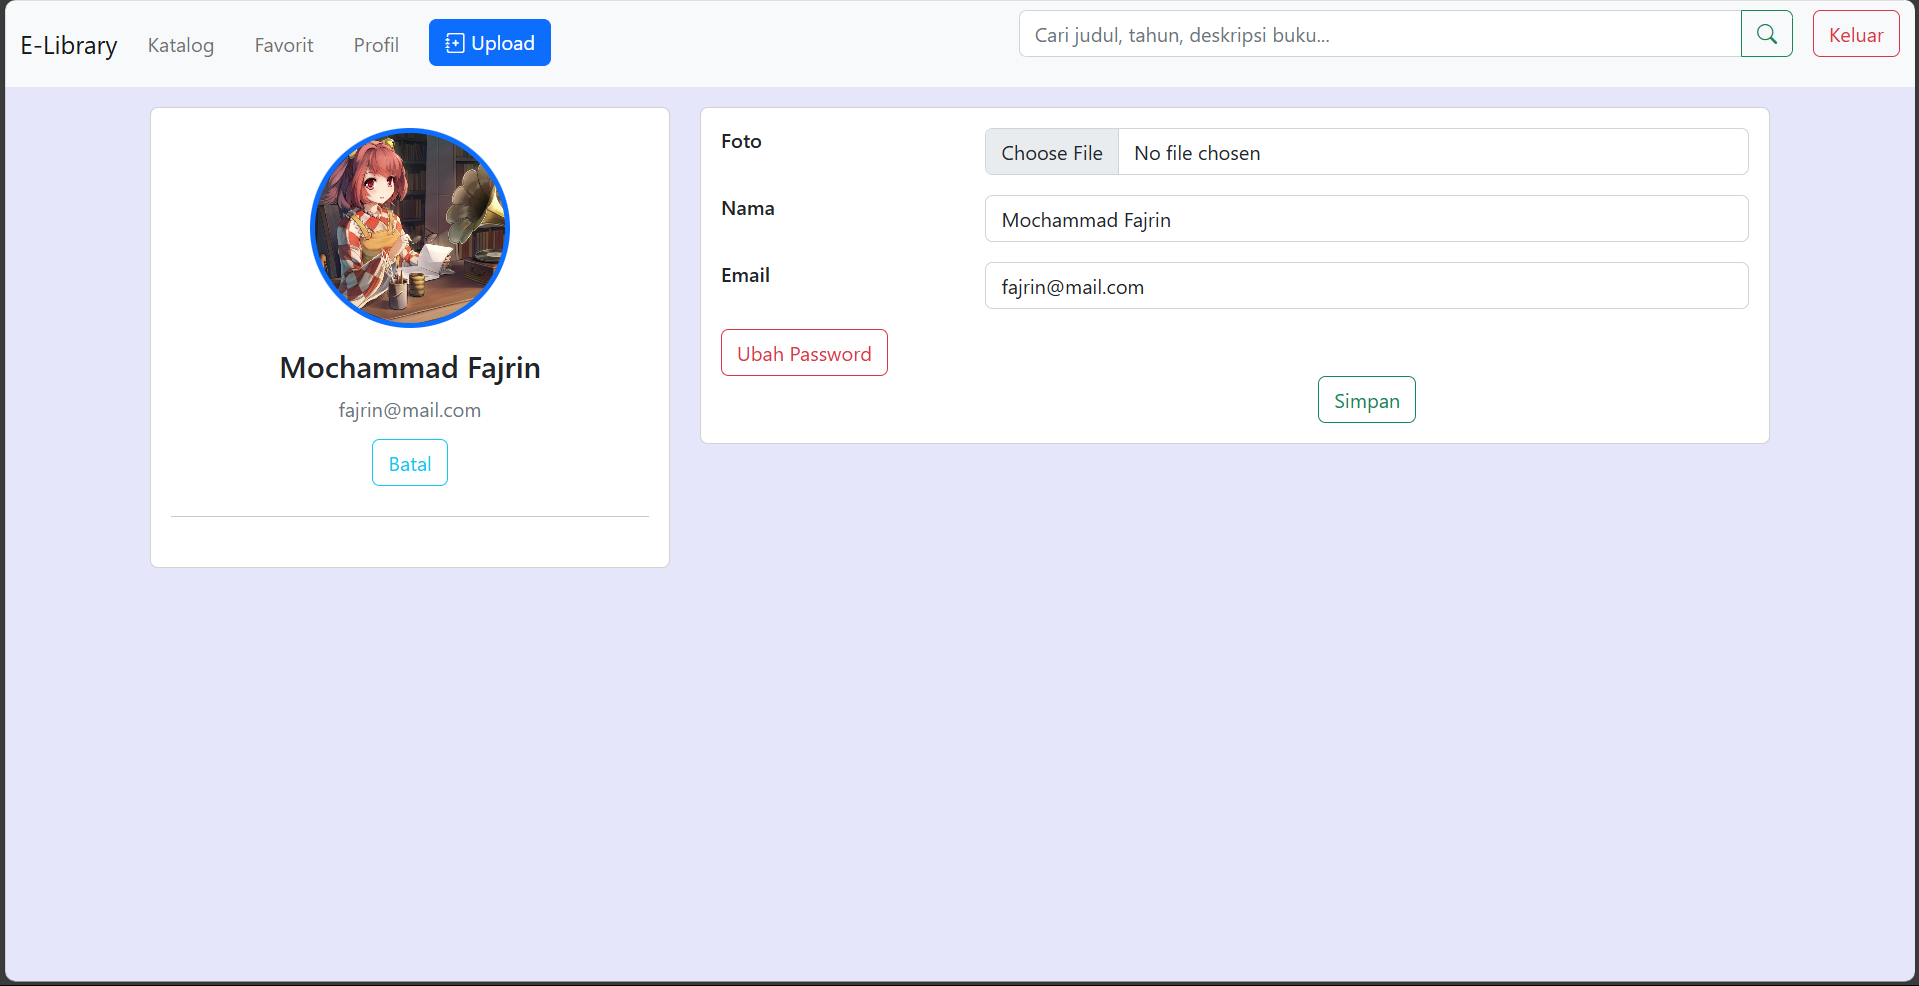 E-Library Katalog Favorit Profil Upload Cari judul, tahun, deskripsi buku... Keluar
Mochammad Fajrin
fajrin@mail.com
Batal
Foto Choose File No file chosen
Nama Mochammad Fajrin
Email fajrin@mail.com
Ubah Password
Simpan